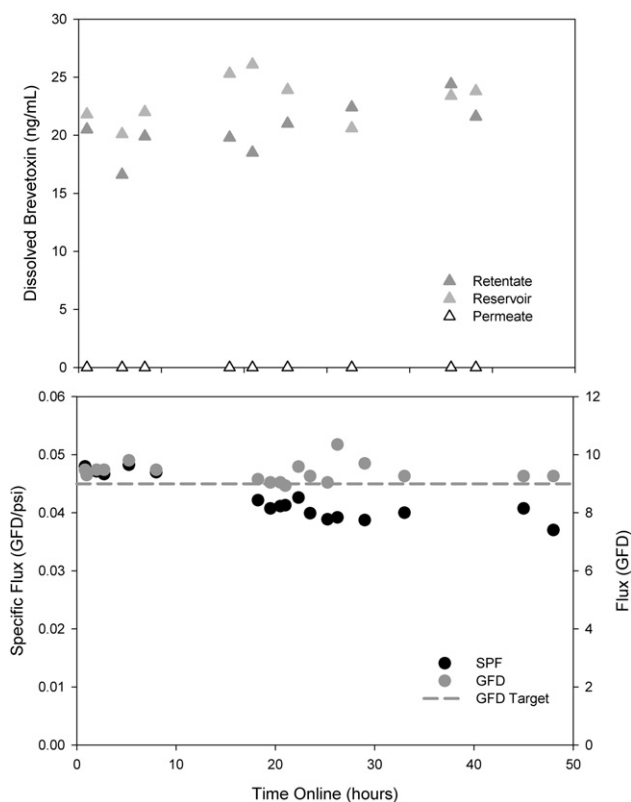 Dissolved Brevetoxin (ng/mL)
30
25
20
15
10
5
0
Retentate
Reservoir
Permeate
Specific Flux (GFD/psi)
0.06
0.05
0.04
0.03
0.02
0.01
0.00
12
10
8
6
4
2
0
Flux (GFD)
SPF
GFD
GFD Target
0 10 20 30 40 50
Time Online (hours)